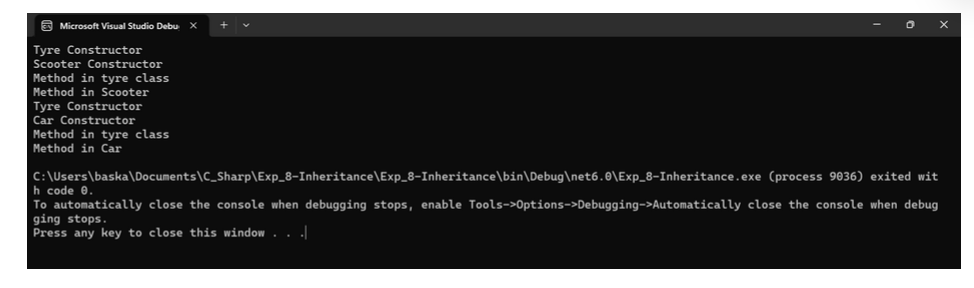 Microsoft Visual Studio Debu
Tyre Constructor
Scooter Constructor
Method in tyre class
Method in Scooter
Tyre Constructor
Car Constructor
Method in tyre class
Method in Car
C:\Users\baska\Documents\C_Sharp\Exp_8-Inheritance\Exp_8-Inheritance\bin\Debug\net6.0\Exp_8-Inheritance.exe (process 9036) exited wit
h code 0.
To automatically close the console when debugging stops, enable Tools->Options->Debugging->Automatically close the console when debug
ging stops.
Press any key to close this window . . .